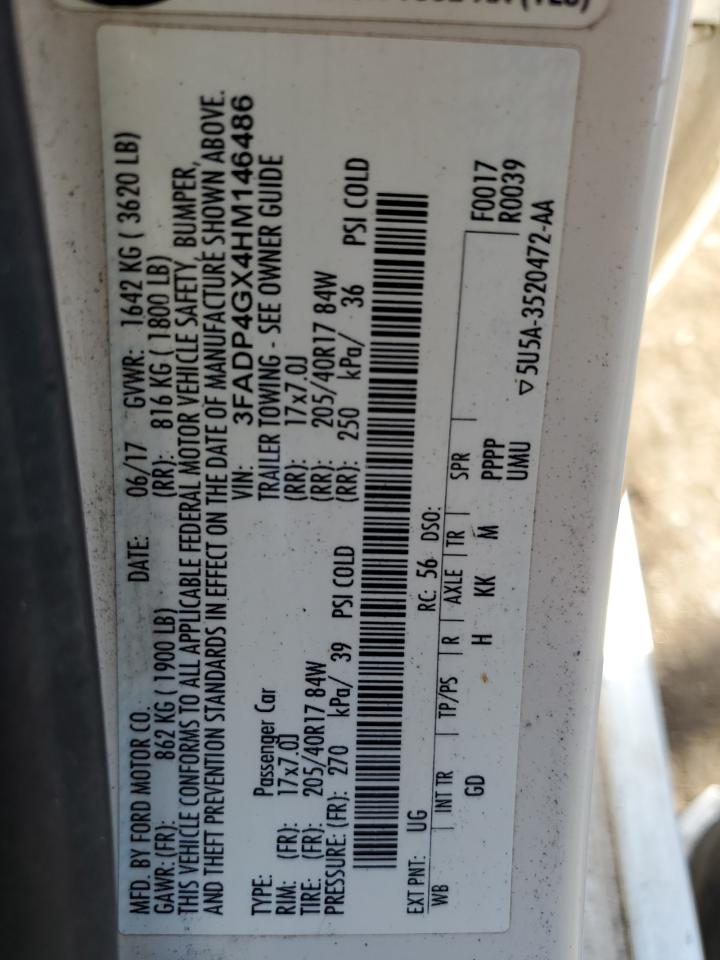 MFD. BY FORD MOTOR CO. DATE: 06/17 GVWR: 1642 KG ( 3620 LB)
GAWR: (FR): 862 KG ( 1900 LB) (RR): 816 KG ( 1800 LB)
THIS VEHICLE CONFORMS TO ALL APPLICABLE FEDERAL MOTOR VEHICLE SAFETY, BUMPER,
AND THEFT PREVENTION STANDARDS IN EFFECT ON THE DATE OF MANUFACTURE SHOWN ABOVE.
VIN: 3FADP4GX4HM146486
TYPE: Passenger Car TRAILER TOWING - SEE OWNER GUIDE
RIM: (FR): 17x7.0J (RR): 17x7.0J
TIRE: (FR): 205/40R17 84W (RR): 205/40R17 84W
PRESSURE: (FR): 270 kPa/ 39 PSI COLD (RR): 250 kPa/ 36 PSI COLD
EXT PNT: UG RC: 56 DSO:
WB INT TR TP/PS R AXLE TR SPR F0017
GD H KK M PPPP R0039
UMU
▽5U5A-3520472-AA